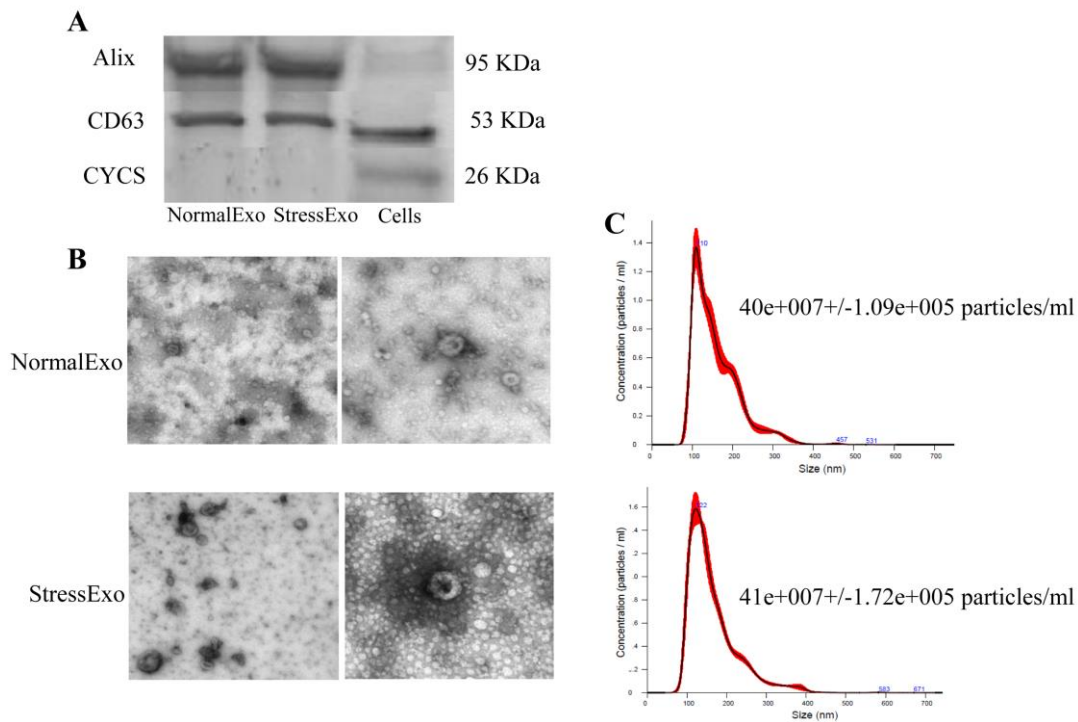 A
Alix
95 KDa
CD63
53 KDa
CYCS
26 KDa
NormalExo StressExo Cells
B
NormalExo
StressExo
C
Concentration (particles / ml)
1.4
1.2
1.0
0.8
0.6
0.4
0.2
0
10
457
531
0 100 200 300 400 500 600 700
Size (nm)
40e+007+/-1.09e+005 particles/ml
Concentration (particles / ml)
1.6
.4
.2
.0
.8
.6
.4
.2
0
22
583
671
0 100 200 300 400 500 600 700
Size (nm)
41e+007+/-1.72e+005 particles/ml